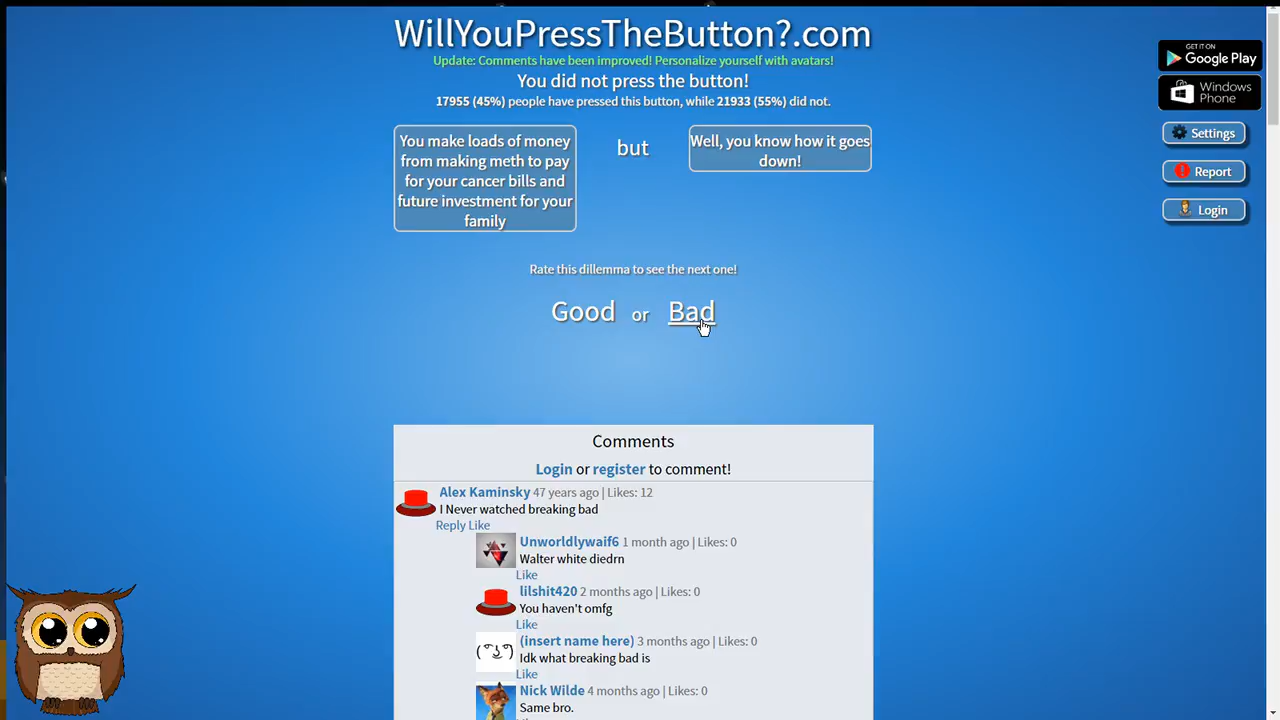 WillYouPressTheButton?.com
Update: Comments have been improved! Personalize yourself with avatars!
You did not press the button!
17955 (45%) people have pressed this button, while 21933 (55%) did not.
You make loads of money
from making meth to pay
for your cancer bills and
future investment for your
family
but
Well, you know how it goes
down!
GET IT ON
Google Play
Windows
Phone
Settings
Report
Login
Rate this dillemma to see the next one!
Good or Bad
Comments
Login or register to comment!
Alex Kaminsky 47 years ago | Likes: 12
I Never watched breaking bad
Reply Like
Unworldlywaif6 1 month ago | Likes: 0
Walter white diedrn
Like
lilshit420 2 months ago | Likes: 0
You haven't omfg
Like
(insert name here) 3 months ago | Likes: 0
Idk what breaking bad is
Like
Nick Wilde 4 months ago | Likes: 0
Same bro.